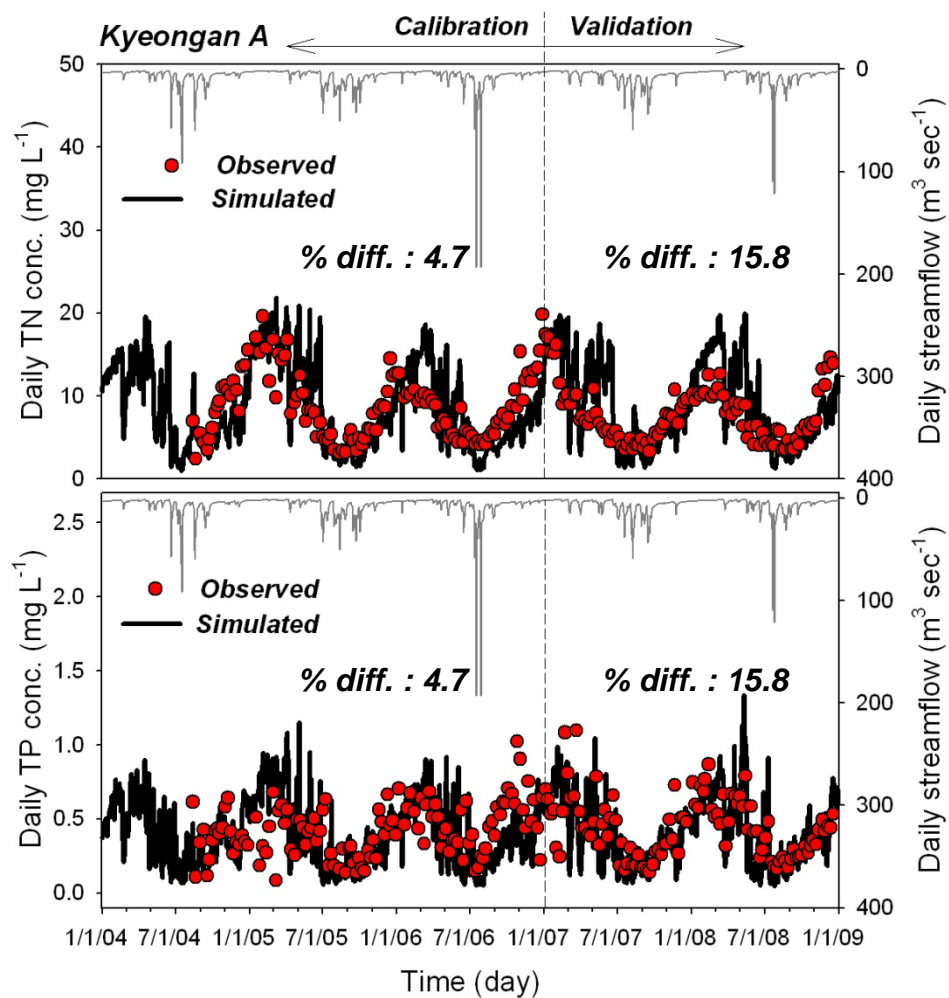 Kyeongan A
Calibration
Validation
Daily TN conc. (mg L⁻¹)
50
40
30
20
10
0
Observed
Simulated
% diff. : 4.7
% diff. : 15.8
0
100
200
300
400
Daily streamflow (m³ sec⁻¹)
Daily TP conc. (mg L⁻¹)
2.5
2.0
1.5
1.0
0.5
0.0
Observed
Simulated
% diff. : 4.7
% diff. : 15.8
0
100
200
300
400
Daily streamflow (m³ sec⁻¹)
1/1/04 7/1/04 1/1/05 7/1/05 1/1/06 7/1/06 1/1/07 7/1/07 1/1/08 7/1/08 1/1/09
Time (day)